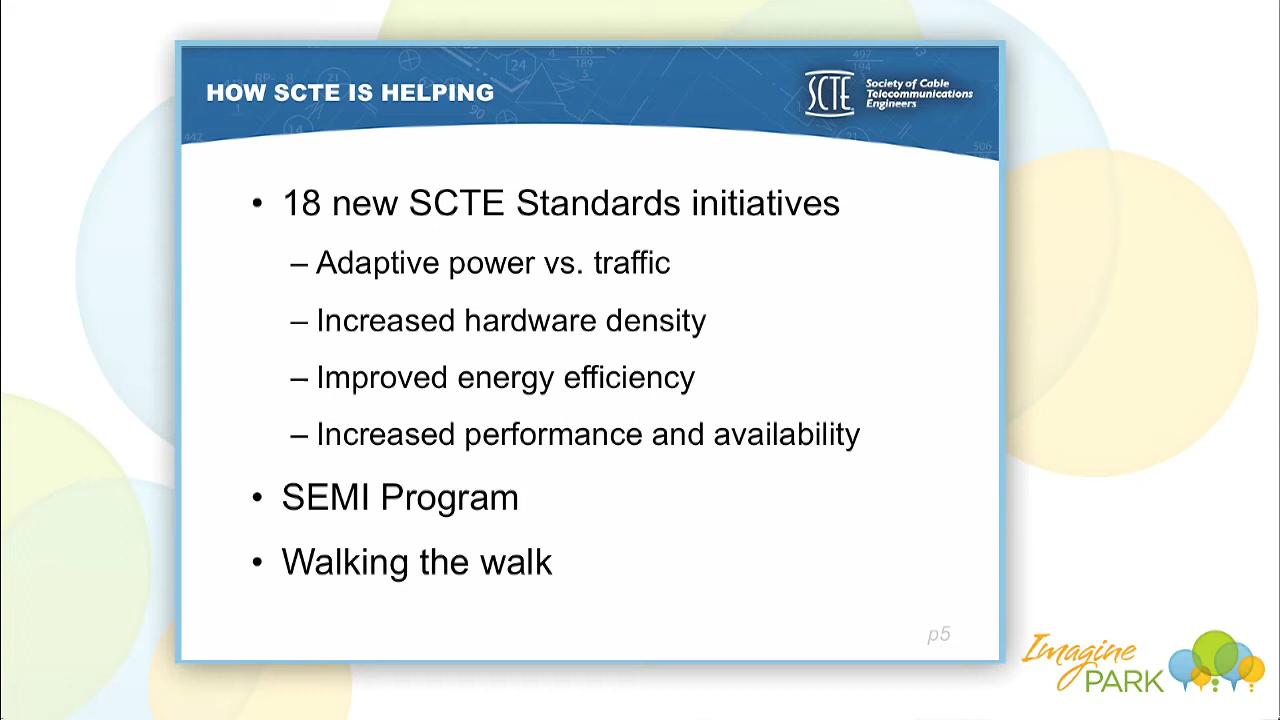 HOW SCTE IS HELPING
SCTE
Society of Cable
Telecommunications
Engineers
• 18 new SCTE Standards initiatives
– Adaptive power vs. traffic
– Increased hardware density
– Improved energy efficiency
– Increased performance and availability
• SEMI Program
• Walking the walk
p5
Imagine
PARK